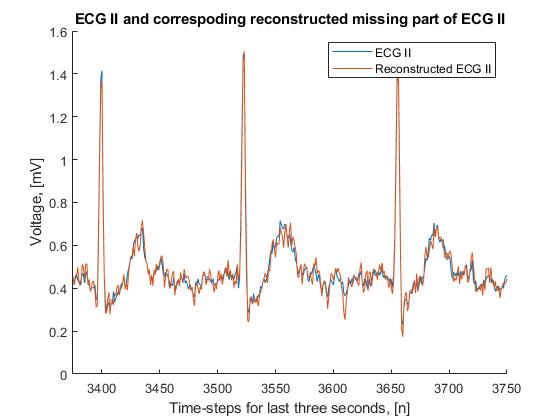 ECG II and correspoding reconstructed missing part of ECG II
1.6
1.4
1.2
1
0.8
0.6
0.4
0.2
0
Voltage, [mV]
ECG II
Reconstructed ECG II
3400 3450 3500 3550 3600 3650 3700 3750
Time-steps for last three seconds, [n]